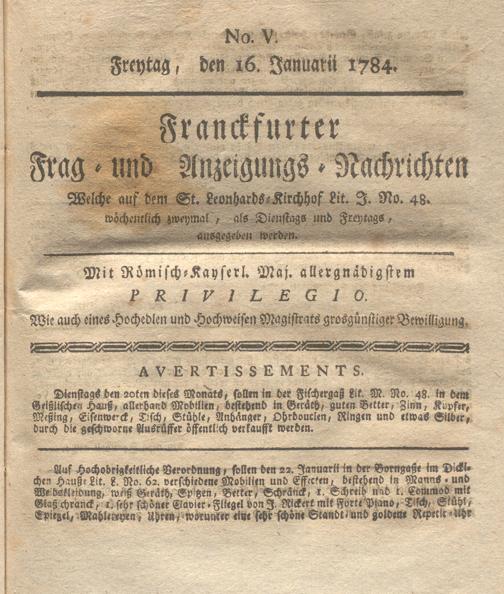 No. V.
Freytag, den 16. Januarii 1784.
Franckfurter
Frag- und Anzeigungs-Nachrichten
Welche auf dem St. Leonhards-Kirchhof Lit. J. No. 48.
wöchentlich zweymal, als Dienstags und Freytags,
ausgegeben werden.
Mit Römisch-Kayserl. Maj. allergnädigstem
PRIVILEGIO.
Wie auch eines Hochedlen und Hochweisen Magistrats grosgünstiger Bewilligung.
AVERTISSEMENTS.
Dienstags den 20ten dieses Monats, sollen in der Fischergaß Lit. M. No. 48. in dem
Geißlischen Hauß, allerhand Mobilien, bestehend in Geräth, guten Better, Zinn, Kupfer,
Meßing, Eisenwerck, Tisch, Stühle, Anhänger, Ohrdocklen, Ringen und etwas Silber,
durch die geschworne Ausrüffer öffentlich verkaufft werden.
Auf Hochobrigkeitliche Verordnung, sollen den 22. Januarii in der Borngasse im Dickli-
chen Hauß Lit. L. No. 62. verschiedene Mobilien und Effecten, bestehend in Manns- und
Weibskleidung, weiß Geräth, Spitzen, Better, Schränck, 1. Schreib und 1. Commod mit
Glaßschranck, 1. sehr schöner Clavier-Fliegel von J. Rickert mit Forte Piano, Tisch, Stühl,
Spiegel, Mahlereyen, Uhren, worunter eine sehr schöne Standt- und goldene Repetir-Uhr